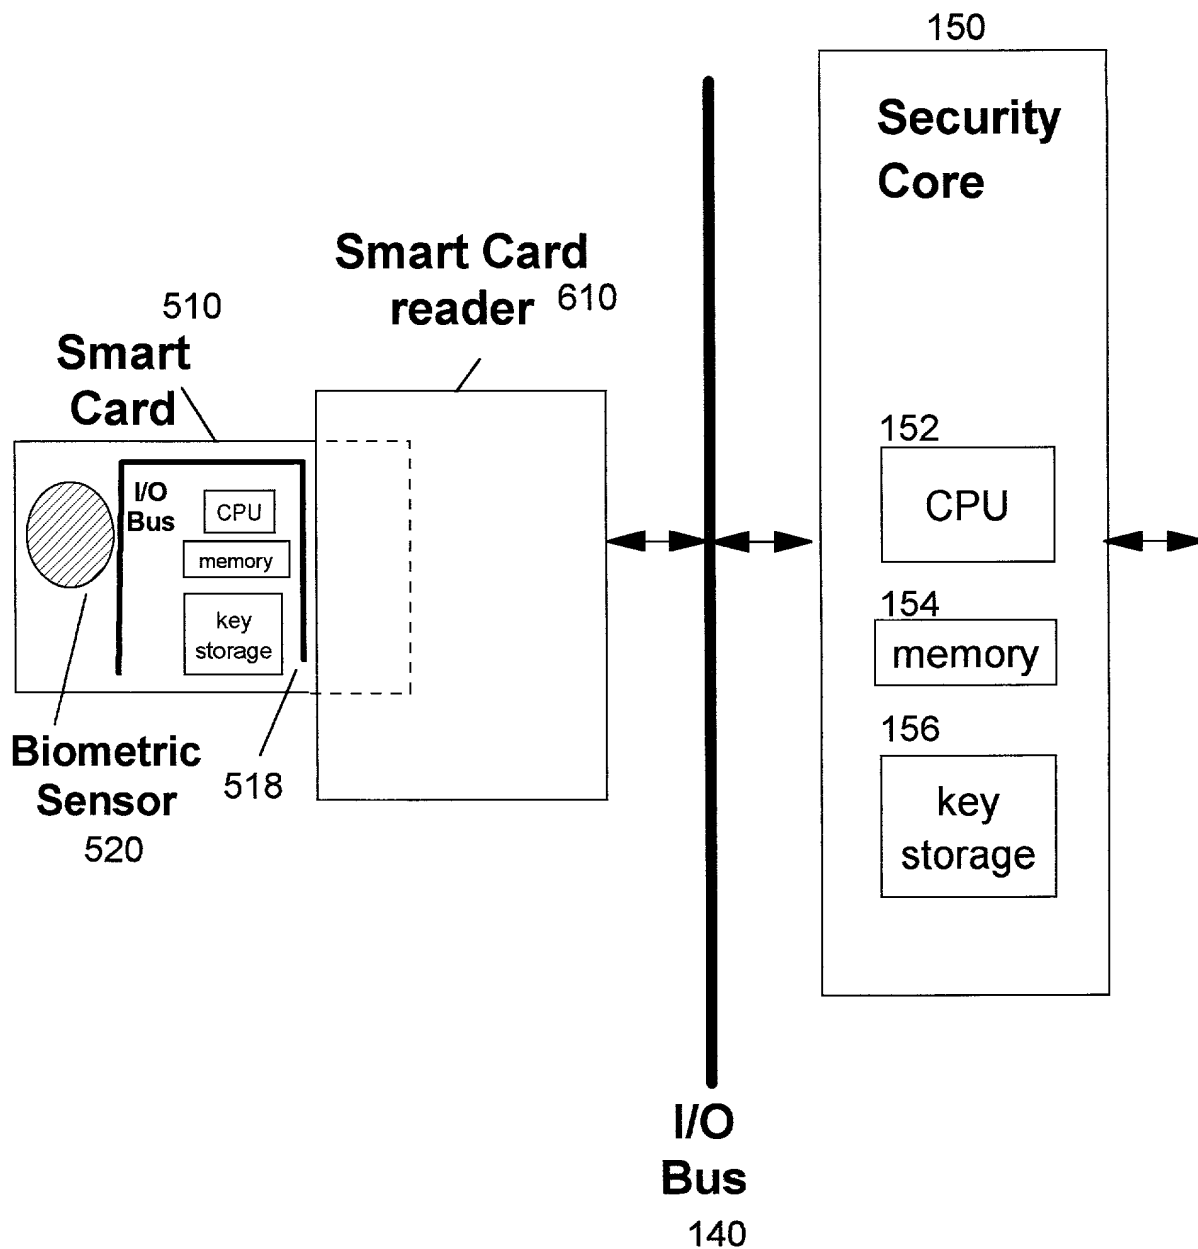 150
Security
Core
Smart Card
reader 610
510
Smart
Card
I/O
Bus
CPU
memory
key
storage
Biometric
Sensor
520
518
152
CPU
154
memory
156
key
storage
I/O
Bus
140